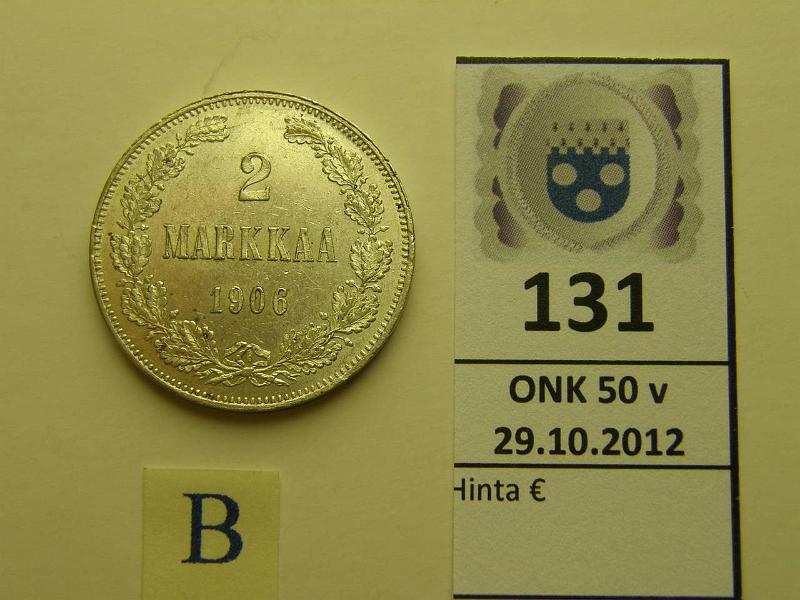 2
MARKKAA
1906
131
ONK 50 v
29.10.2012
Hinta €
B